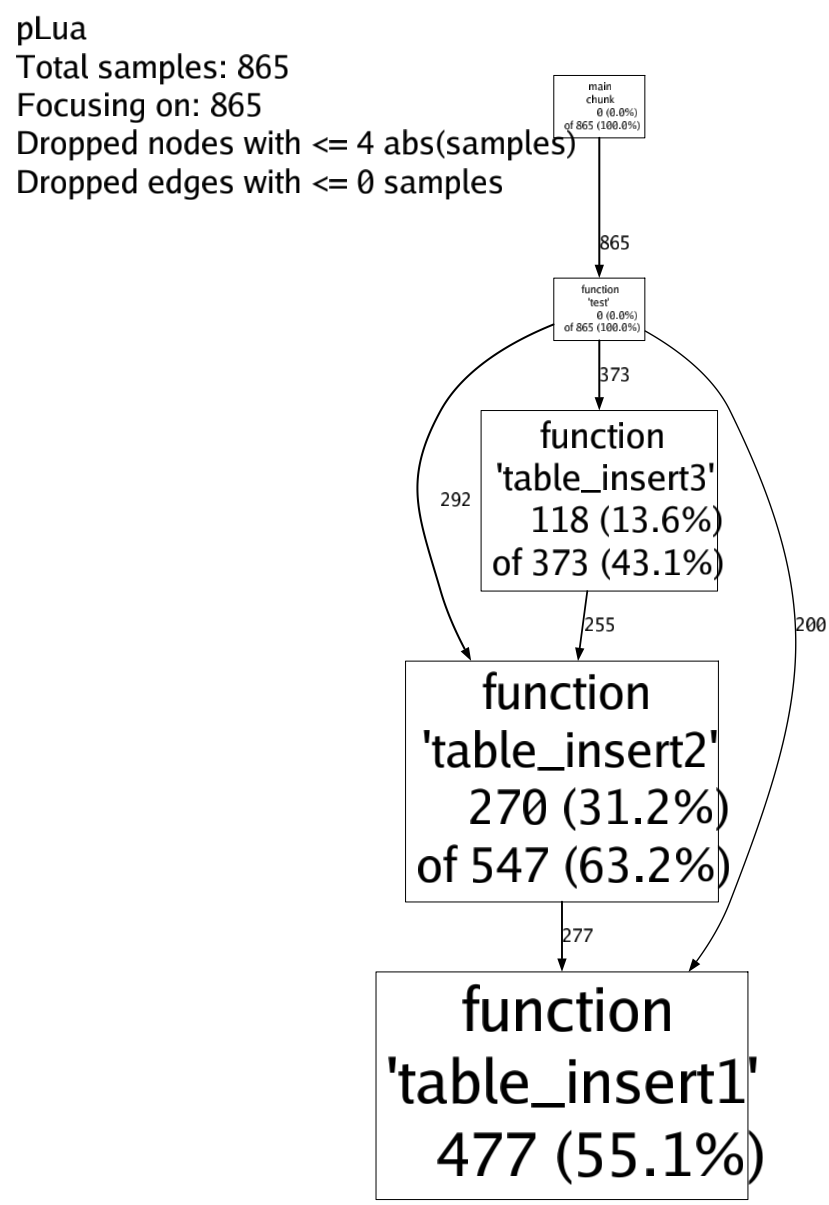 pLua
Total samples: 865
Focusing on: 865
Dropped nodes with <= 4 abs(samples)
Dropped edges with <= 0 samples
main
chunk
0 (0.0%)
of 865 (100.0%)
865
function
'test'
0 (0.0%)
of 865 (100.0%)
373
function
'table_insert3'
118 (13.6%)
of 373 (43.1%)
292
255
200
function
'table_insert2'
270 (31.2%)
of 547 (63.2%)
277
function
'table_insert1'
477 (55.1%)